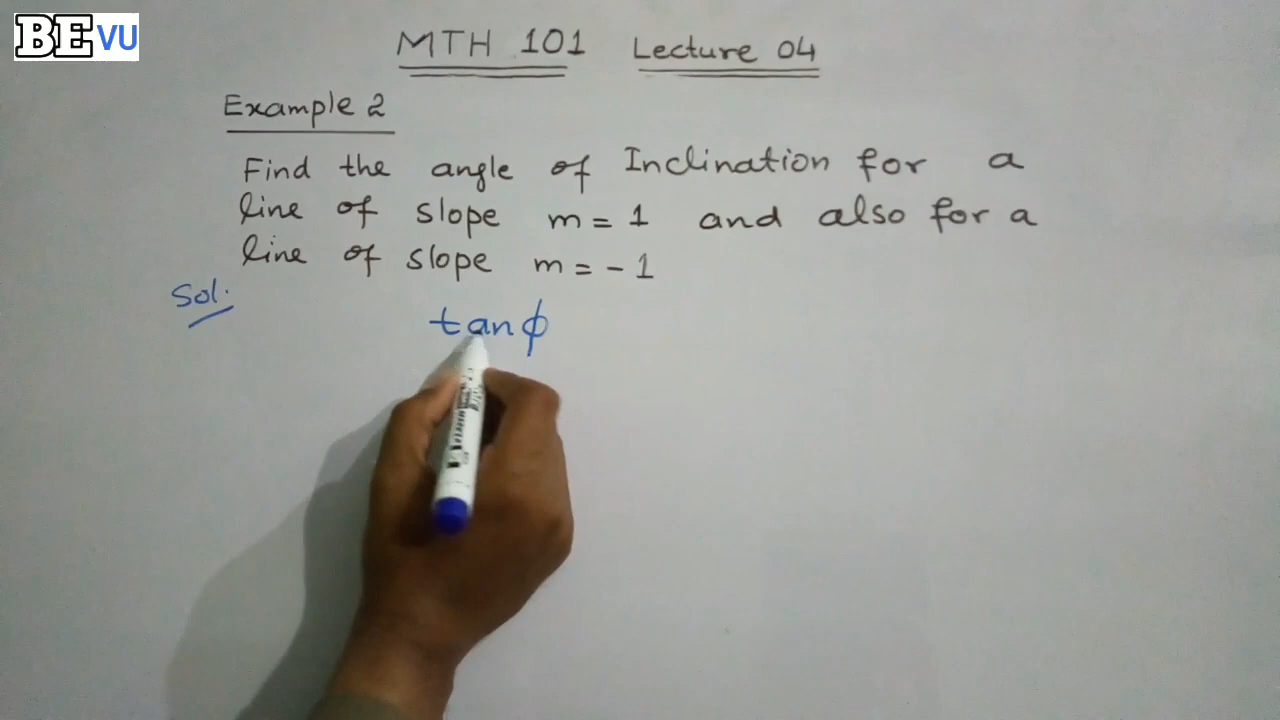 BEVU
MTH 101 Lecture 04
Example 2
Find the angle of Inclination for a
line of slope m = 1 and also for a
line of slope m = - 1
Sol.
tanϕ